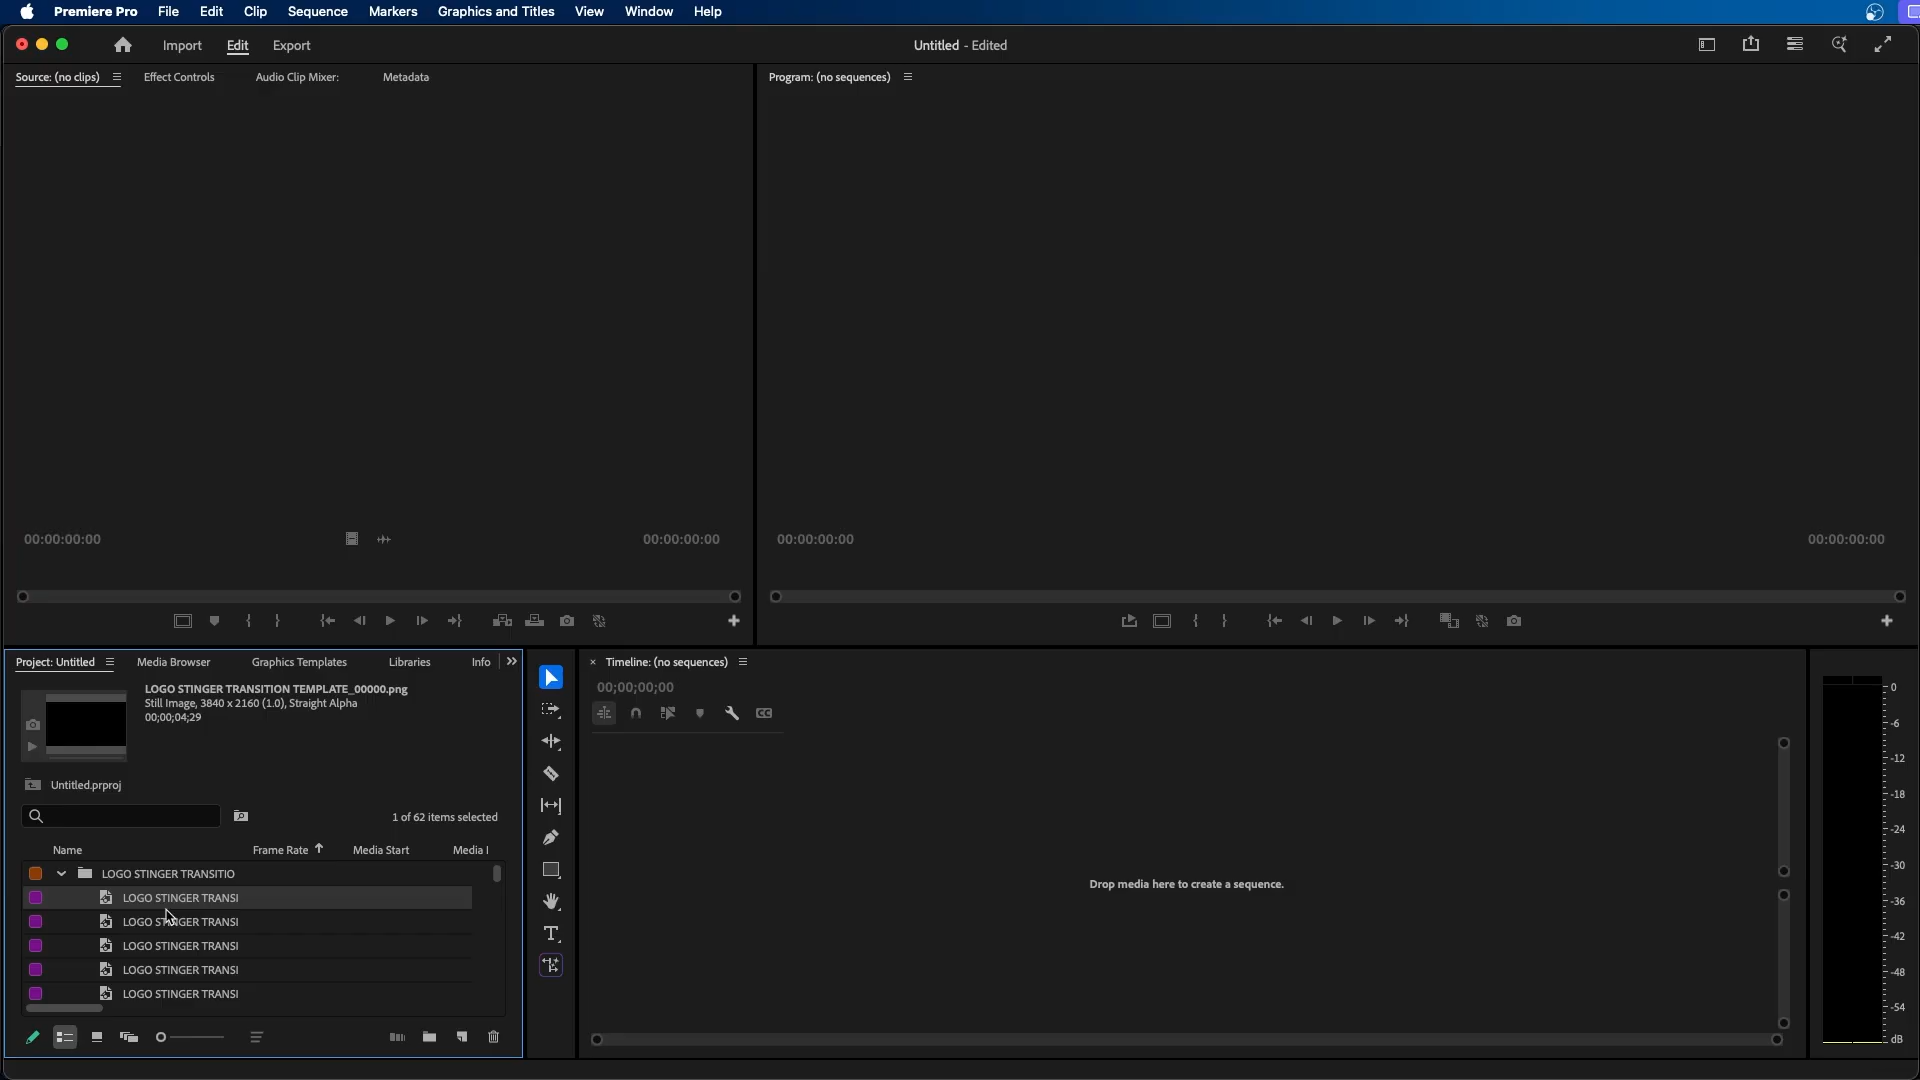 Premiere Pro File Edit Clip Sequence Markers Graphics and Titles View Window Help
Import Edit Export Untitled - Edited
Source: (no clips) Effect Controls Audio Clip Mixer: Metadata Program: (no sequences)
00:00:00:00 00:00:00:00 00:00:00:00 00:00:00:00
Project: Untitled Media Browser Graphics Templates Libraries Info
LOGO STINGER TRANSITION TEMPLATE_00000.png
Still Image, 3840 x 2160 (1.0), Straight Alpha
00;00;04;29
Untitled.prproj
1 of 62 items selected
Name Frame Rate Media Start Media I
LOGO STINGER TRANSITIO
LOGO STINGER TRANSI
LOGO STINGER TRANSI
LOGO STINGER TRANSI
LOGO STINGER TRANSI
LOGO STINGER TRANSI
× Timeline: (no sequences)
00;00;00;00
CC
Drop media here to create a sequence.
0
-6
-12
-18
-24
-30
-36
-42
-48
-54
dB